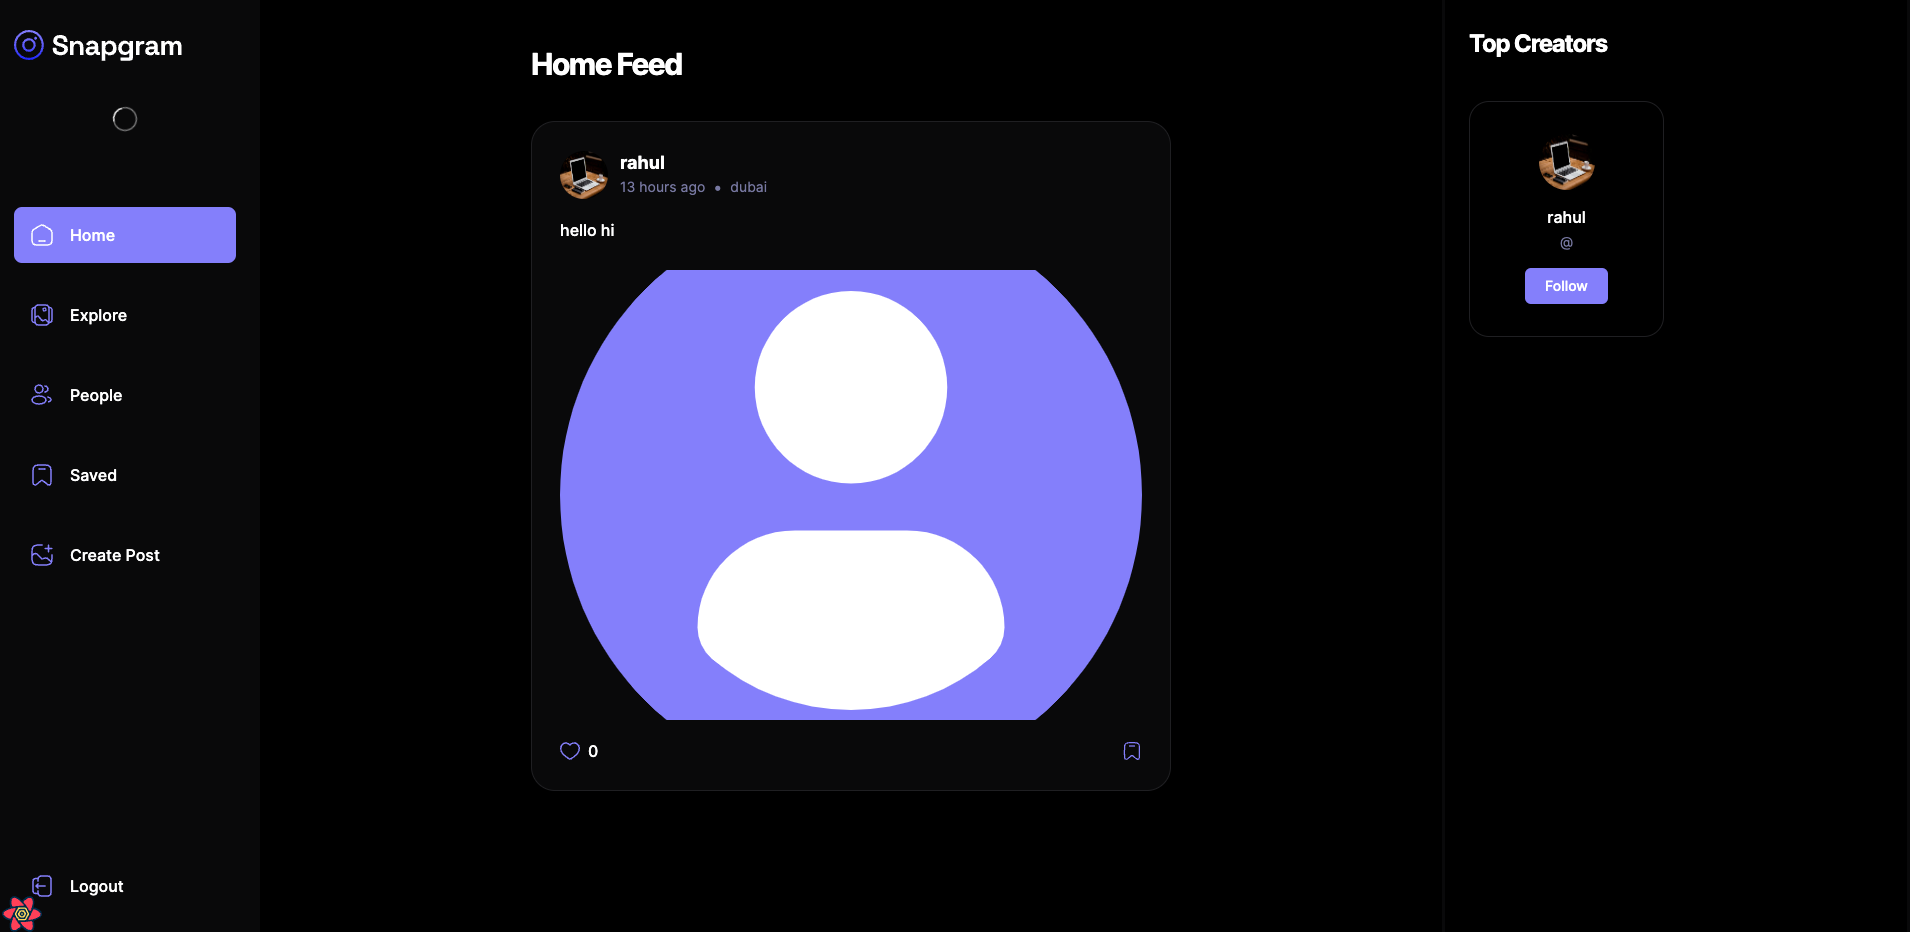 Snapgram
Home
Explore
People
Saved
Create Post
Logout
Home Feed
rahul
13 hours ago • dubai
hello hi
0
Top Creators
rahul
@
Follow